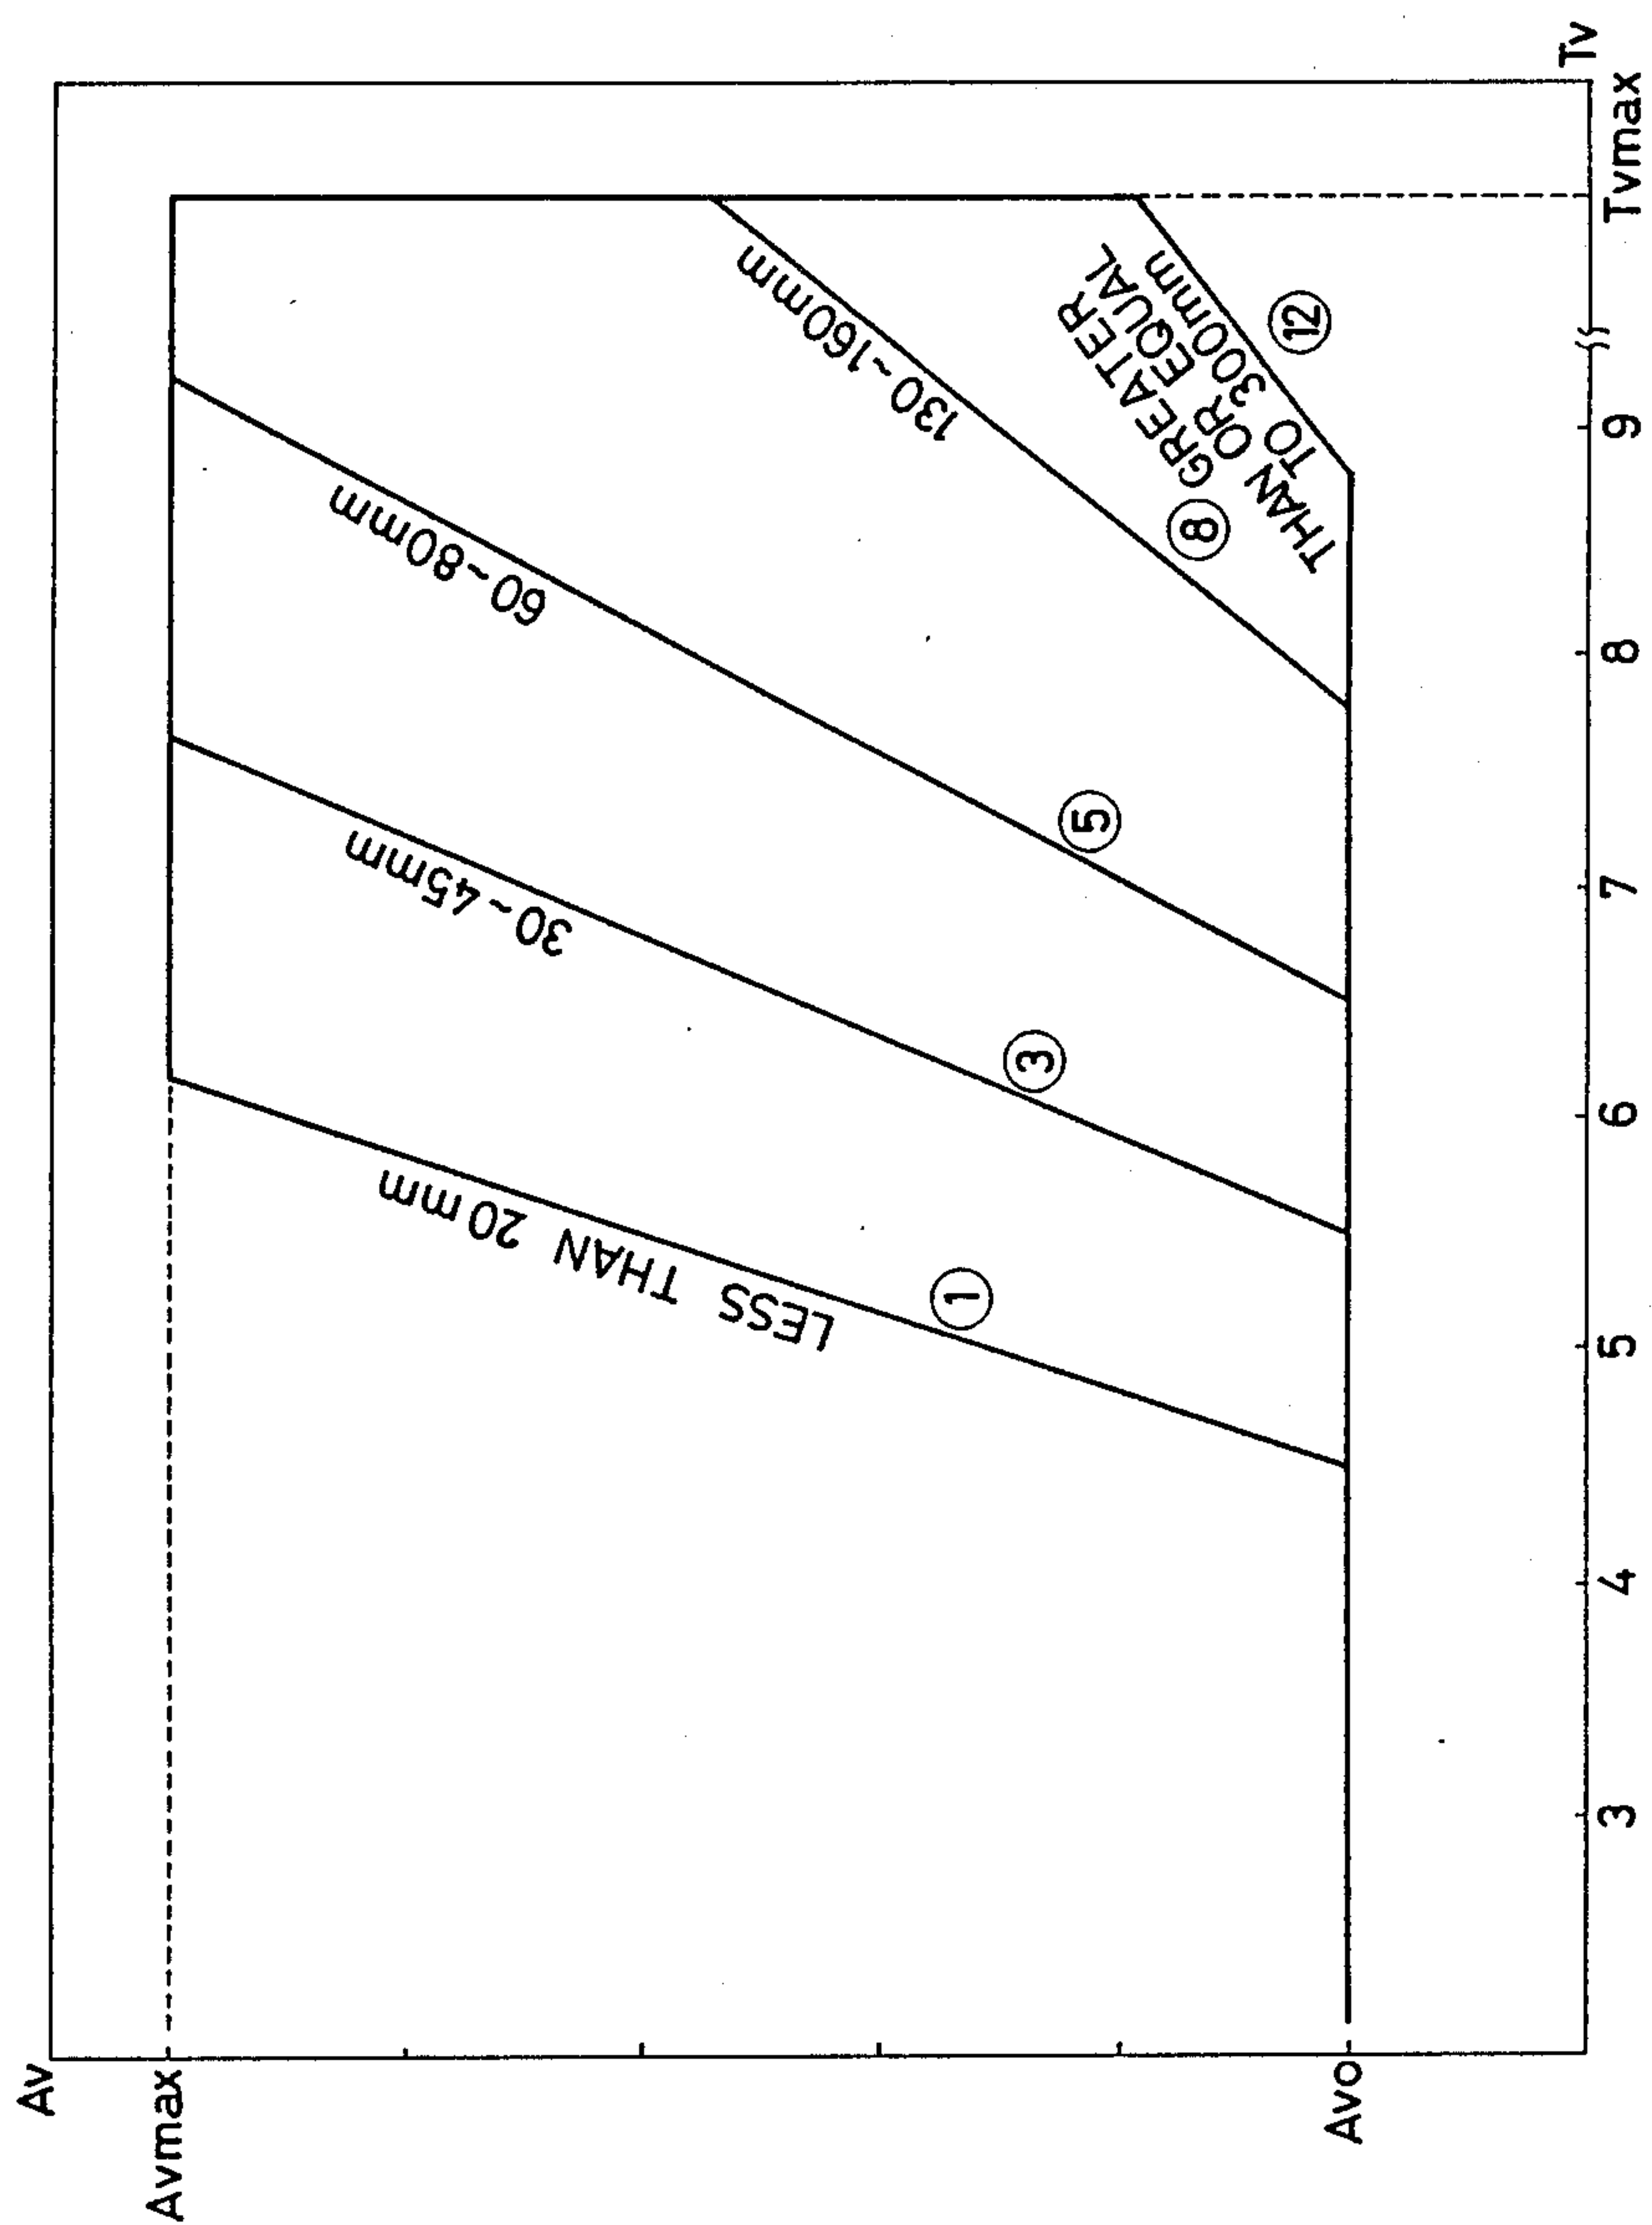 Av
Avmax
Avo
LESS THAN 20mm
1
30~45mm
3
60~80mm
5
130~160mm
8
GREATER
THAN OR EQUAL
TO 300mm
12
3
4
5
6
7
8
9
Tvmax
Tv